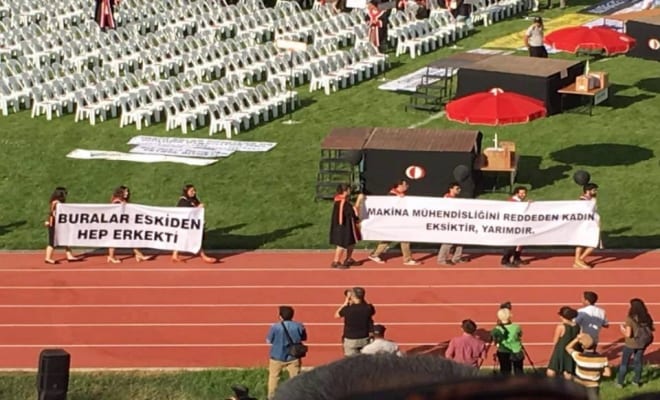 BURALAR ESKİDEN
HEP ERKEKTİ
MAKİNA MÜHENDİSLİĞİNİ REDDEDEN KADIN
EKSİKTİR, YARIMDIR.